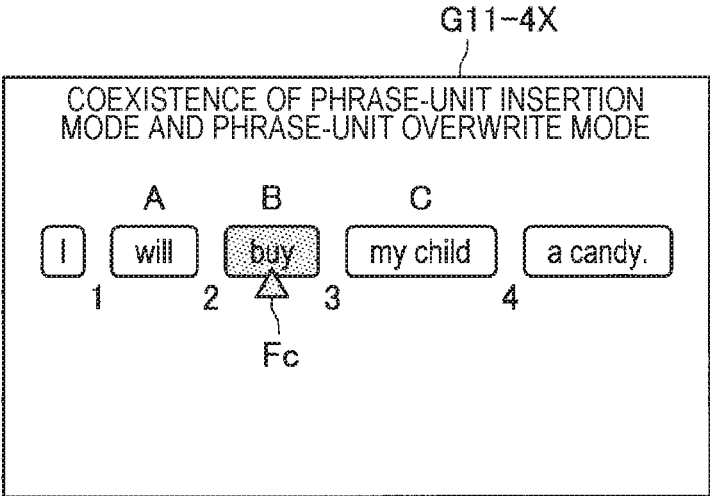 G11-4X
COEXISTENCE OF PHRASE-UNIT INSERTION
MODE AND PHRASE-UNIT OVERWRITE MODE
A B C
I will buy my child a candy.
1 2 3 4
Fc